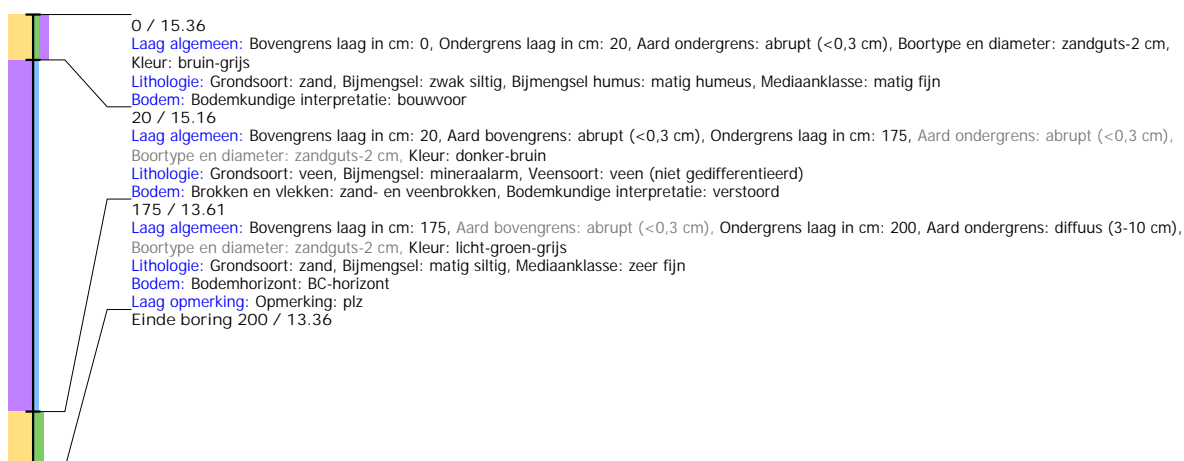 0 / 15.36
Laag algemeen: Bovengrens laag in cm: 0, Ondergrens laag in cm: 20, Aard ondergrens: abrupt (<0,3 cm), Boortype en diameter: zandguts-2 cm,
Kleur: bruin-grijs
Lithologie: Grondsoort: zand, Bijmengsel: zwak siltig, Bijmengsel humus: matig humeus, Mediaanklasse: matig fijn
Bodem: Bodemkundige interpretatie: bouwvoor
20 / 15.16
Laag algemeen: Bovengrens laag in cm: 20, Aard bovengrens: abrupt (<0,3 cm), Ondergrens laag in cm: 175, Aard ondergrens: abrupt (<0,3 cm),
Boortype en diameter: zandguts-2 cm, Kleur: donker-bruin
Lithologie: Grondsoort: veen, Bijmengsel: mineraalarm, Veensoort: veen (niet gedifferentieerd)
Bodem: Brokken en vlekken: zand- en veenbrokken, Bodemkundige interpretatie: verstoord
175 / 13.61
Laag algemeen: Bovengrens laag in cm: 175, Aard bovengrens: abrupt (<0,3 cm), Ondergrens laag in cm: 200, Aard ondergrens: diffuus (3-10 cm),
Boortype en diameter: zandguts-2 cm, Kleur: licht-groen-grijs
Lithologie: Grondsoort: zand, Bijmengsel: matig siltig, Mediaanklasse: zeer fijn
Bodem: Bodemhorizont: BC-horizont
Laag opmerking: Opmerking: plz
Einde boring 200 / 13.36